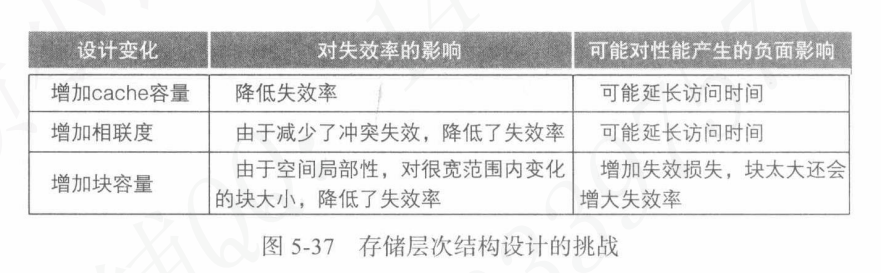 设计变化 对失效率的影响 可能对性能产生的负面影响
增加cache容量 降低失效率 可能延长访问时间
增加相联度 由于减少了冲突失效，降低了失效率 可能延长访问时间
增加块容量 由于空间局部性，对很宽范围内变化的块大小，降低了失效率 增加失效损失，块太大还会增大失效率
图 5-37 存储层次结构设计的挑战